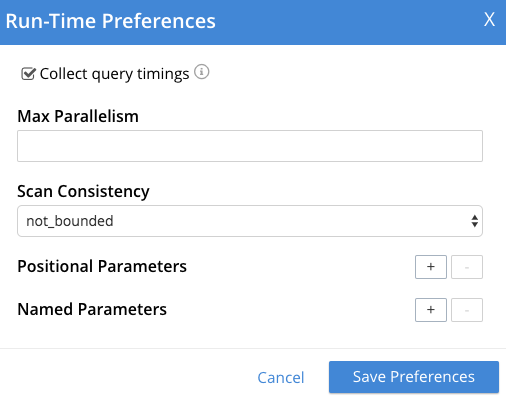 Run-Time Preferences X
Collect query timings
Max Parallelism
Scan Consistency
not_bounded
Positional Parameters + -
Named Parameters + -
Cancel Save Preferences